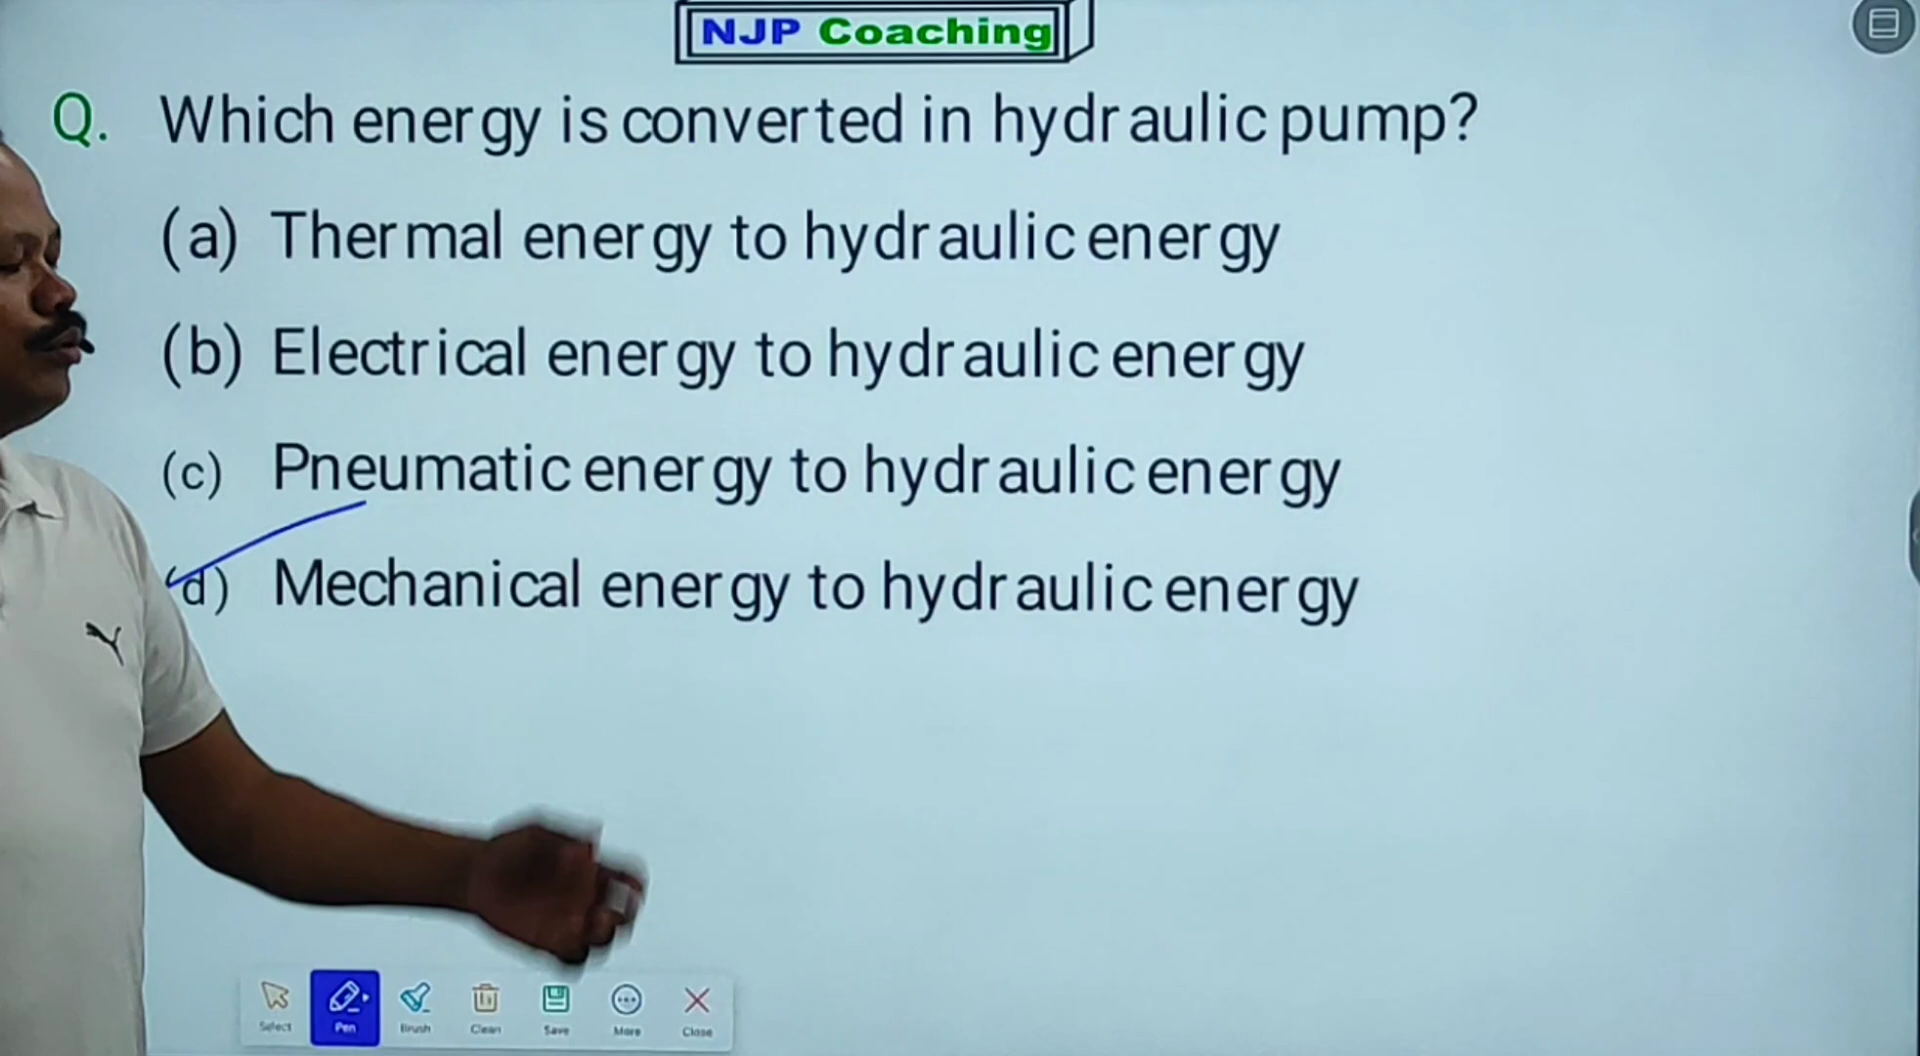 NJP Coaching
Q. Which energy is converted in hydraulic pump?
(a) Thermal energy to hydraulic energy
(b) Electrical energy to hydraulic energy
(c) Pneumatic energy to hydraulic energy
(d) Mechanical energy to hydraulic energy
Select Pen Brush Clean Save More Close